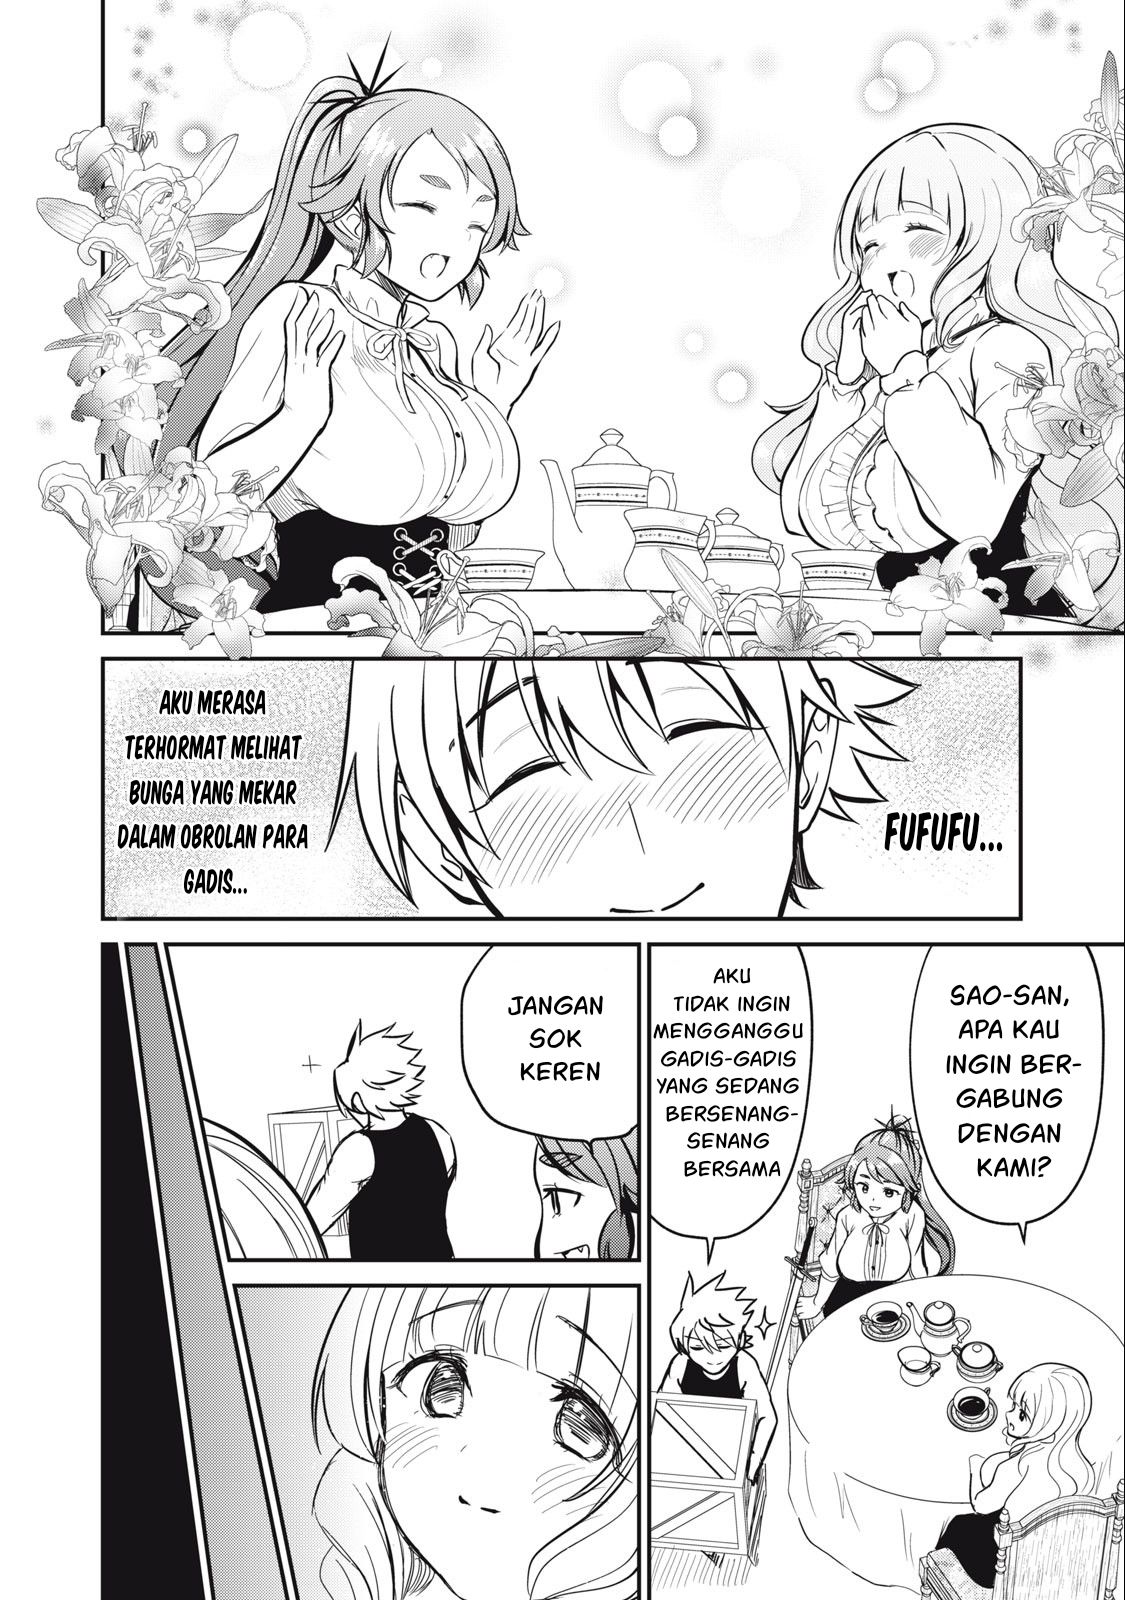 FUFUFU...
AKU MERASA
TERHORMAT MELIHAT
BUNGA YANG MEKAR
DALAM OBROLAN PARA
GADIS...
SAO-SAN,
APA KAU
INGIN BER-
GABUNG
DENGAN
KAMI?
AKU
TIDAK INGIN
MENGGANGGU
GADIS-GADIS
YANG SEDANG
BERSENANG-
SENANG
BERSAMA
JANGAN
SOK
KEREN